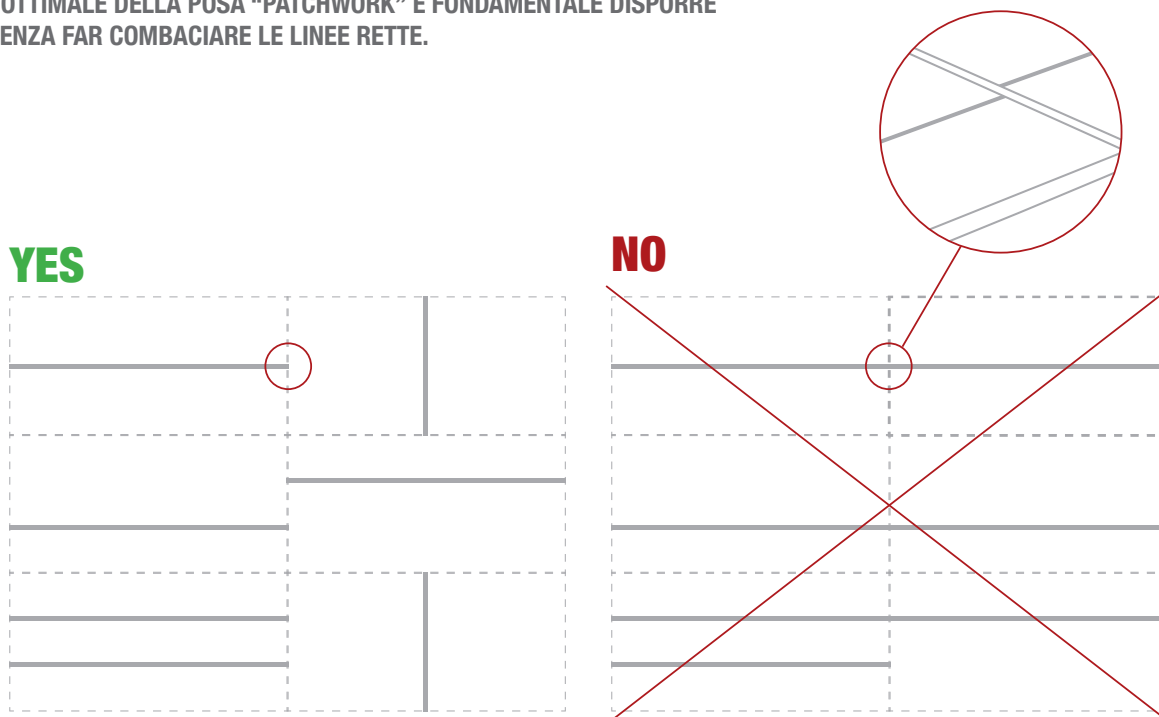 OTTIMALE DELLA POSA “PATCHWORK” È FONDAMENTALE DISPORRE
ENZA FAR COMBACIARE LE LINEE RETTE.
YES
NO